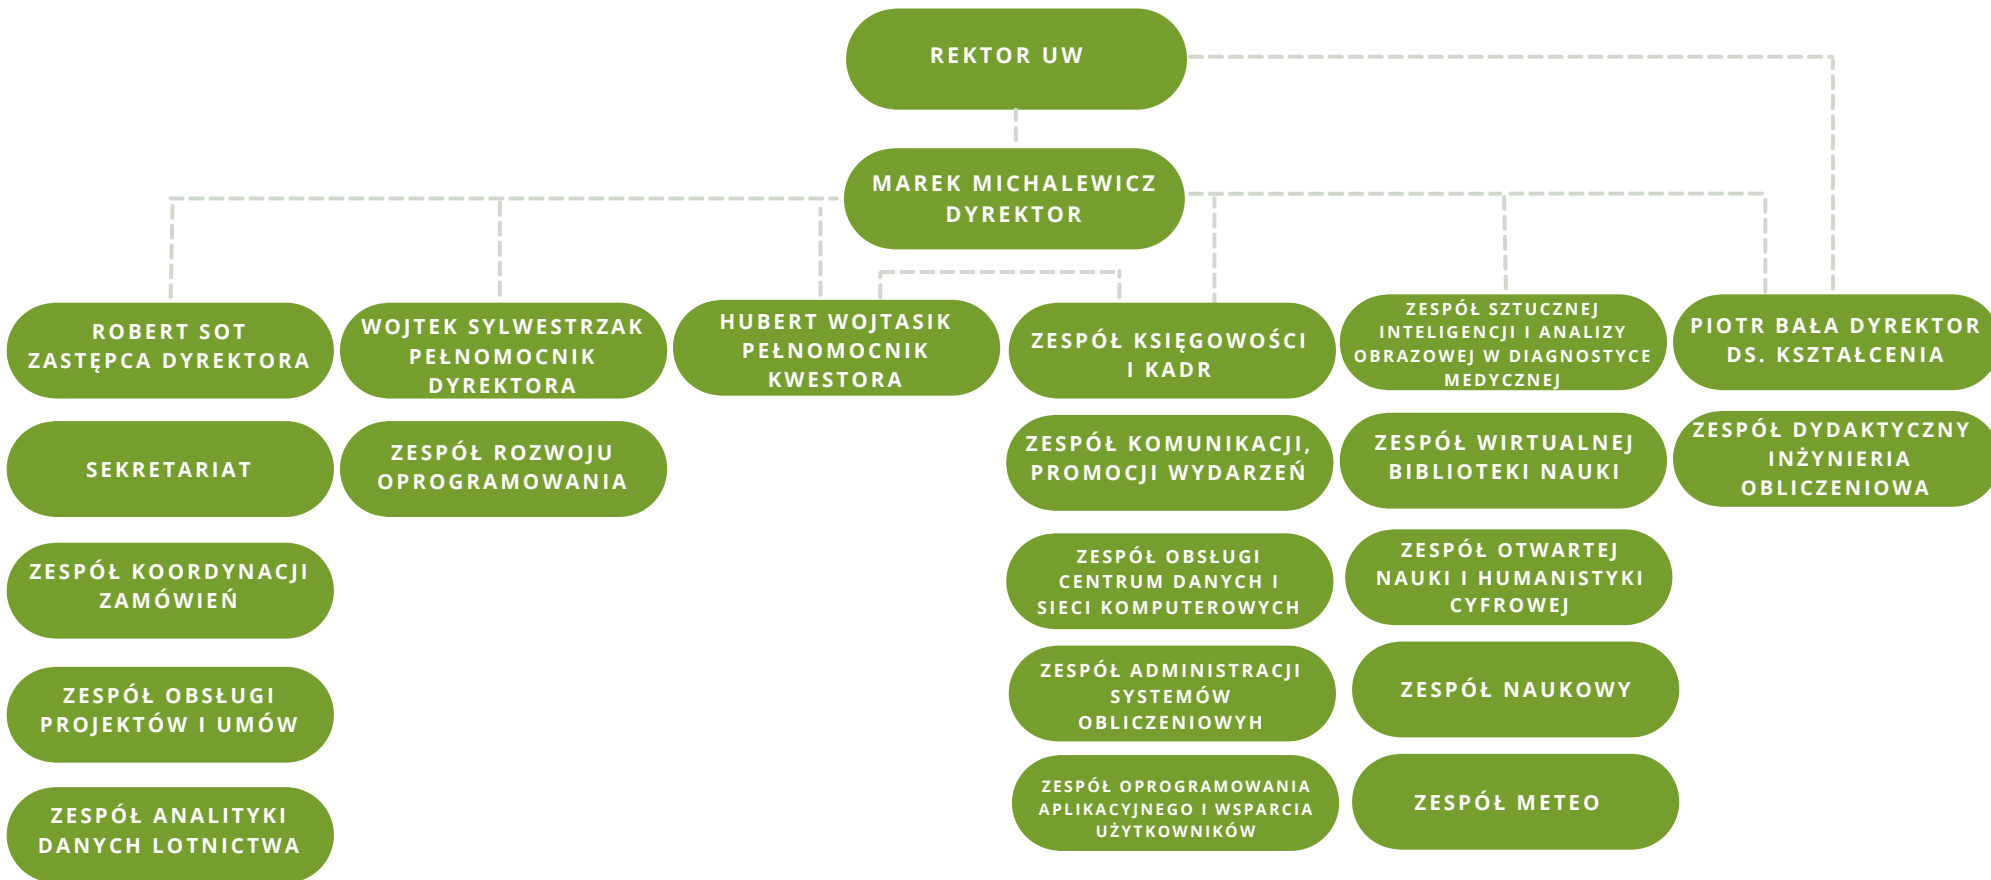 REKTOR UW
MAREK MICHALEWICZ
DYREKTOR
ROBERT SOT
ZASTĘPCA DYREKTORA
WOJTEK SYLWESTRZAK
PEŁNOMOCNIK
DYREKTORA
HUBERT WOJTASIK
PEŁNOMOCNIK
KWESTORA
ZESPÓŁ KSIĘGOWOŚCI
I KADR
ZESPÓŁ SZTUCZNEJ
INTELIGENCJI I ANALIZY
OBRAZOWEJ W DIAGNOSTYCE
MEDYCZNEJ
PIOTR BAŁA DYREKTOR
DS. KSZTAŁCENIA
SEKRETARIAT
ZESPÓŁ ROZWOJU
OPROGRAMOWANIA
ZESPÓŁ KOMUNIKACJI,
PROMOCJI WYDARZEŃ
ZESPÓŁ WIRTUALNEJ
BIBLIOTEKI NAUKI
ZESPÓŁ DYDAKTYCZNY
INŻYNIERIA
OBLICZENIOWA
ZESPÓŁ KOORDYNACJI
ZAMÓWIEŃ
ZESPÓŁ OBSŁUGI
CENTRUM DANYCH I
SIECI KOMPUTEROWYCH
ZESPÓŁ OTWARTEJ
NAUKI I HUMANISTYKI
CYFROWEJ
ZESPÓŁ OBSŁUGI
PROJEKTÓW I UMÓW
ZESPÓŁ ADMINISTRACJI
SYSTEMÓW
OBLICZENIOWYH
ZESPÓŁ NAUKOWY
ZESPÓŁ ANALITYKI
DANYCH LOTNICTWA
ZESPÓŁ OPROGRAMOWANIA
APLIKACYJNEGO I WSPARCIA
UŻYTKOWNIKÓW
ZESPÓŁ METEO